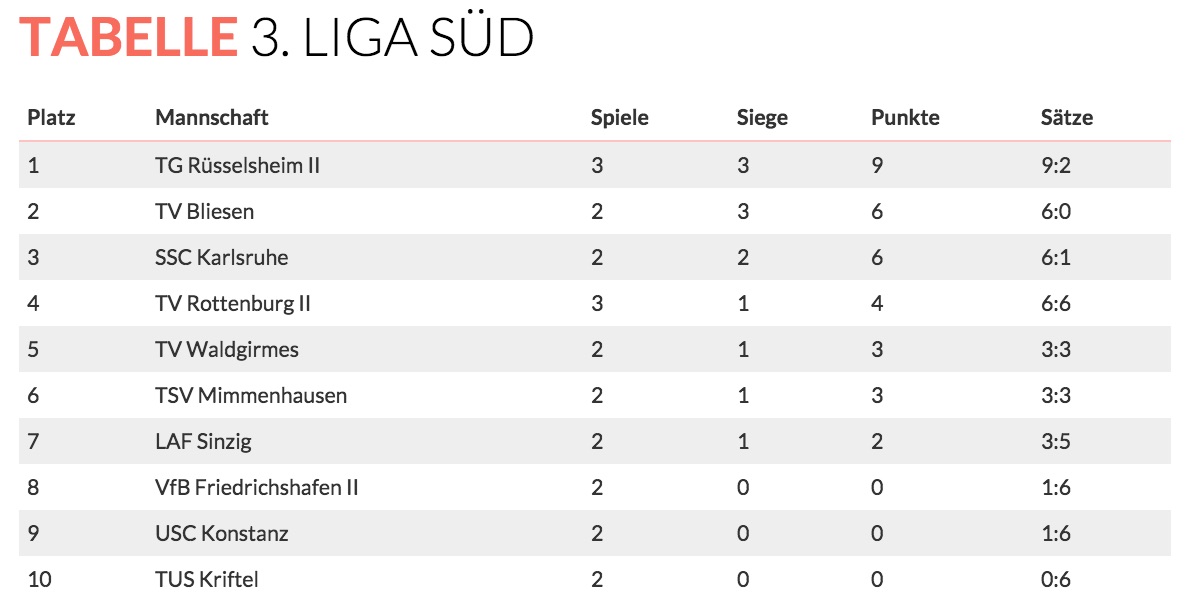 TABELLE 3. LIGA SÜD
Platz Mannschaft Spiele Siege Punkte Sätze
1 TG Rüsselsheim II 3 3 9 9:2
2 TV Bliesen 2 3 6 6:0
3 SSC Karlsruhe 2 2 6 6:1
4 TV Rottenburg II 3 1 4 6:6
5 TV Waldgirmes 2 1 3 3:3
6 TSV Mimmenhausen 2 1 3 3:3
7 LAF Sinzig 2 1 2 3:5
8 VfB Friedrichshafen II 2 0 0 1:6
9 USC Konstanz 2 0 0 1:6
10 TUS Kriftel 2 0 0 0:6